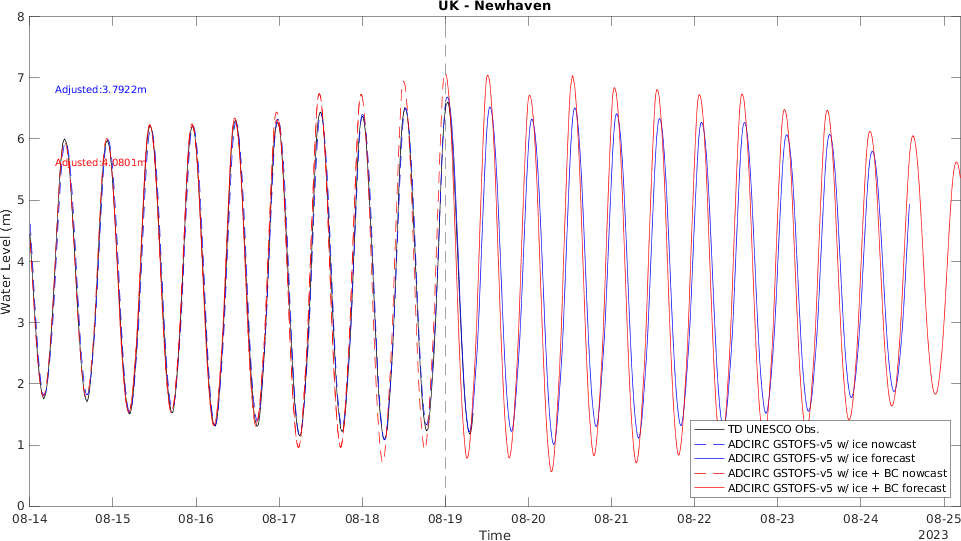 UK - Newhaven
8
7
6
5
4
3
2
1
0
Water Level (m)
Adjusted:3.7922m
Adjusted:4.0801m
TD UNESCO Obs.
ADCIRC GSTOFS-v5 w/ ice nowcast
ADCIRC GSTOFS-v5 w/ ice forecast
ADCIRC GSTOFS-v5 w/ ice + BC nowcast
ADCIRC GSTOFS-v5 w/ ice + BC forecast
08-14 08-15 08-16 08-17 08-18 08-19 08-20 08-21 08-22 08-23 08-24 08-25
Time
2023